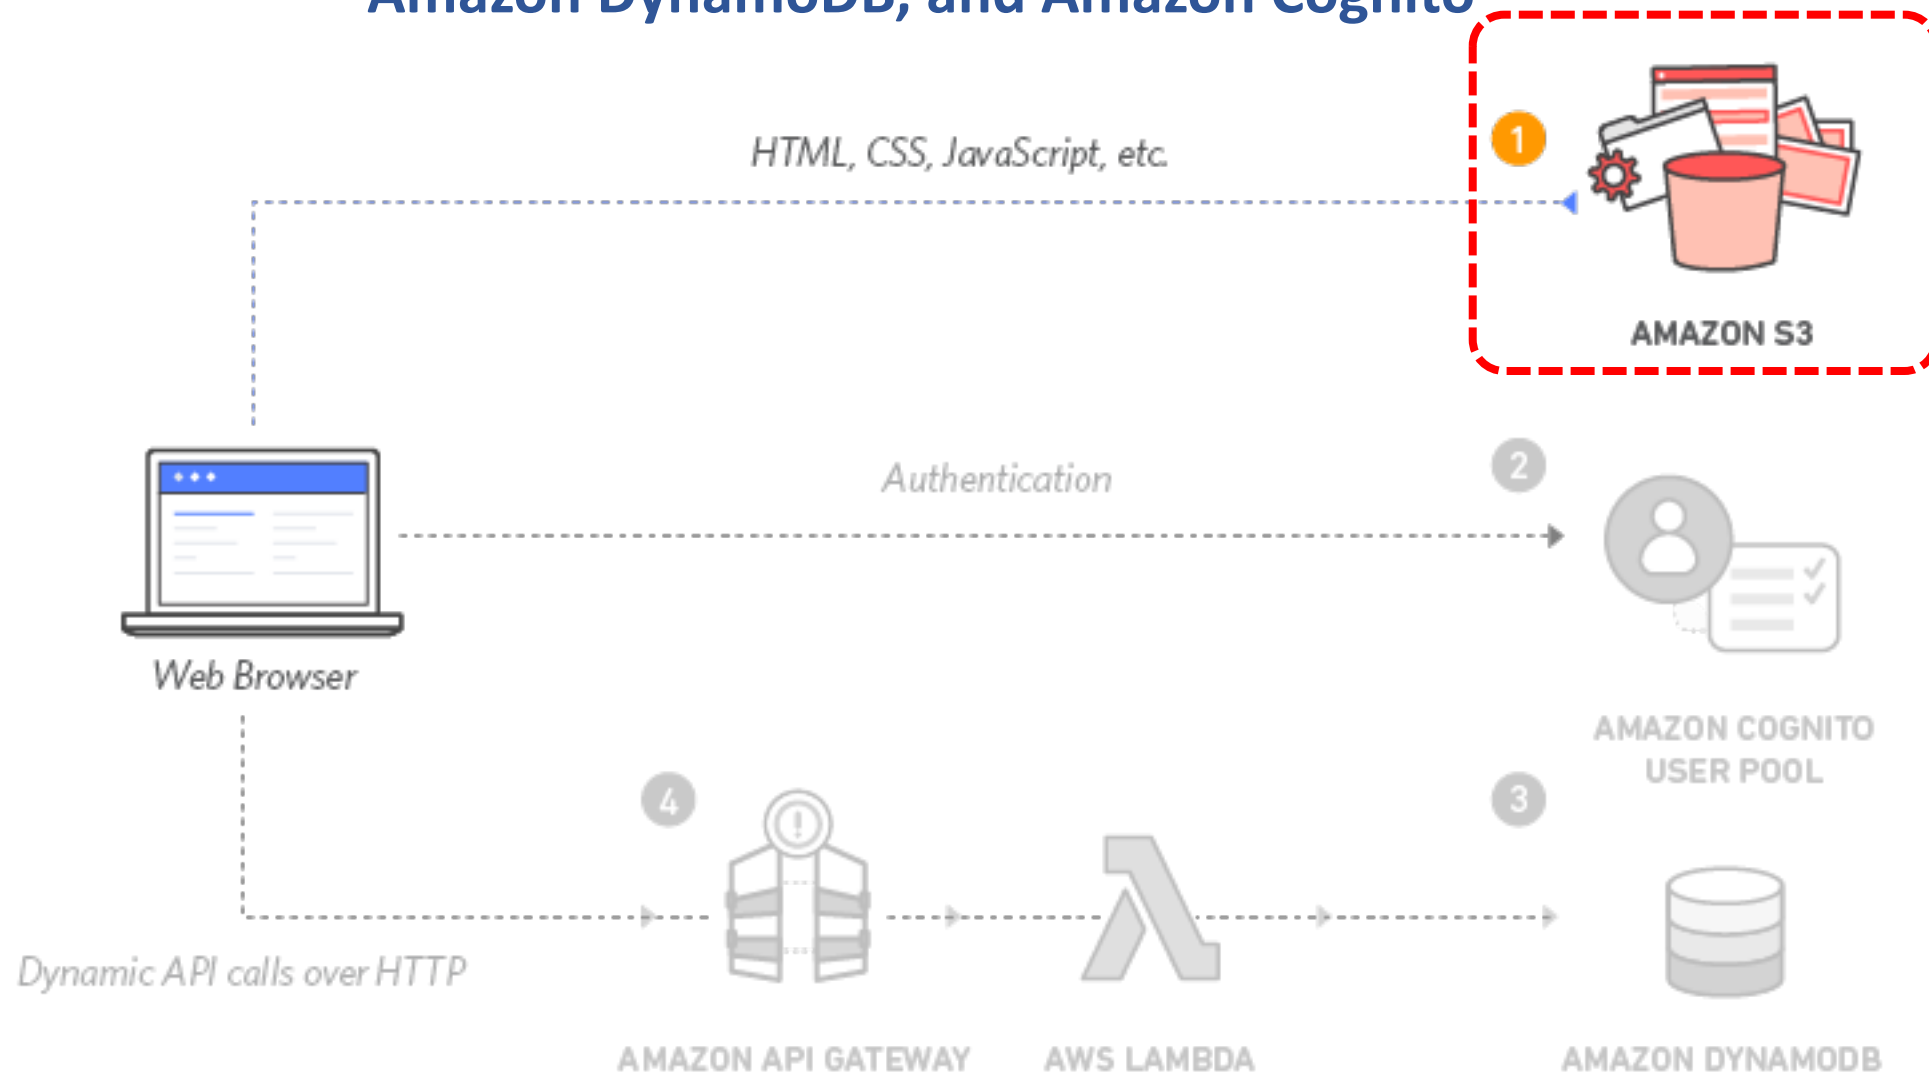 Amazon DynamoDB, and Amazon Cognito
HTML, CSS, JavaScript, etc.
1
AMAZON S3
Authentication
2
Web Browser
AMAZON COGNITO
USER POOL
4
3
Dynamic API calls over HTTP
AMAZON API GATEWAY
AWS LAMBDA
AMAZON DYNAMODB